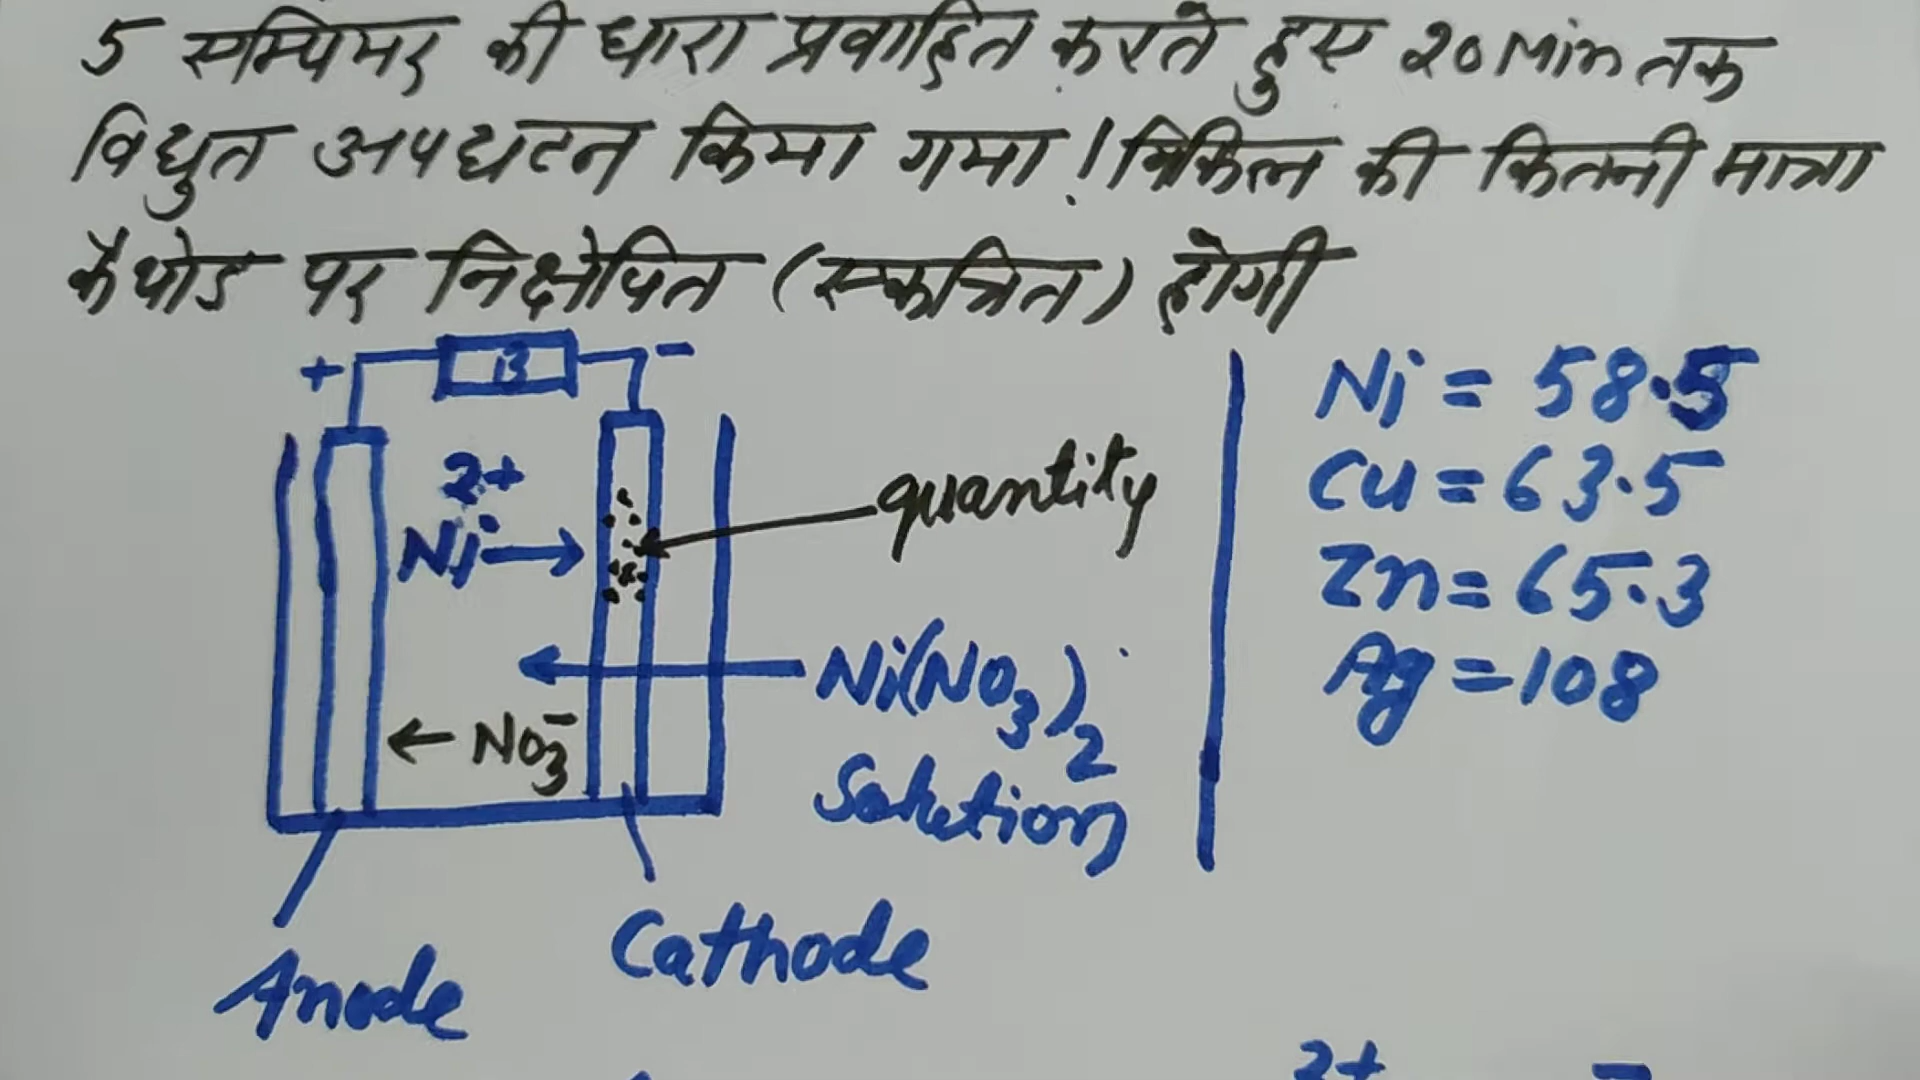 5 एम्पियर की धारा प्रवाहित करते हुए 20 Min तक
विद्युत अपघटन किया गया ! निकिल की कितनी मात्रा
कैथोड पर निक्षेपित (एकत्रित) होगी
+ B -
Ni = 58.5
Cu = 63.5
Zn = 65.3
Ag = 108
2+
Ni →
quantity
Ni(NO3)2
Solution
← NO3-
Cathode
Anode
2+ -